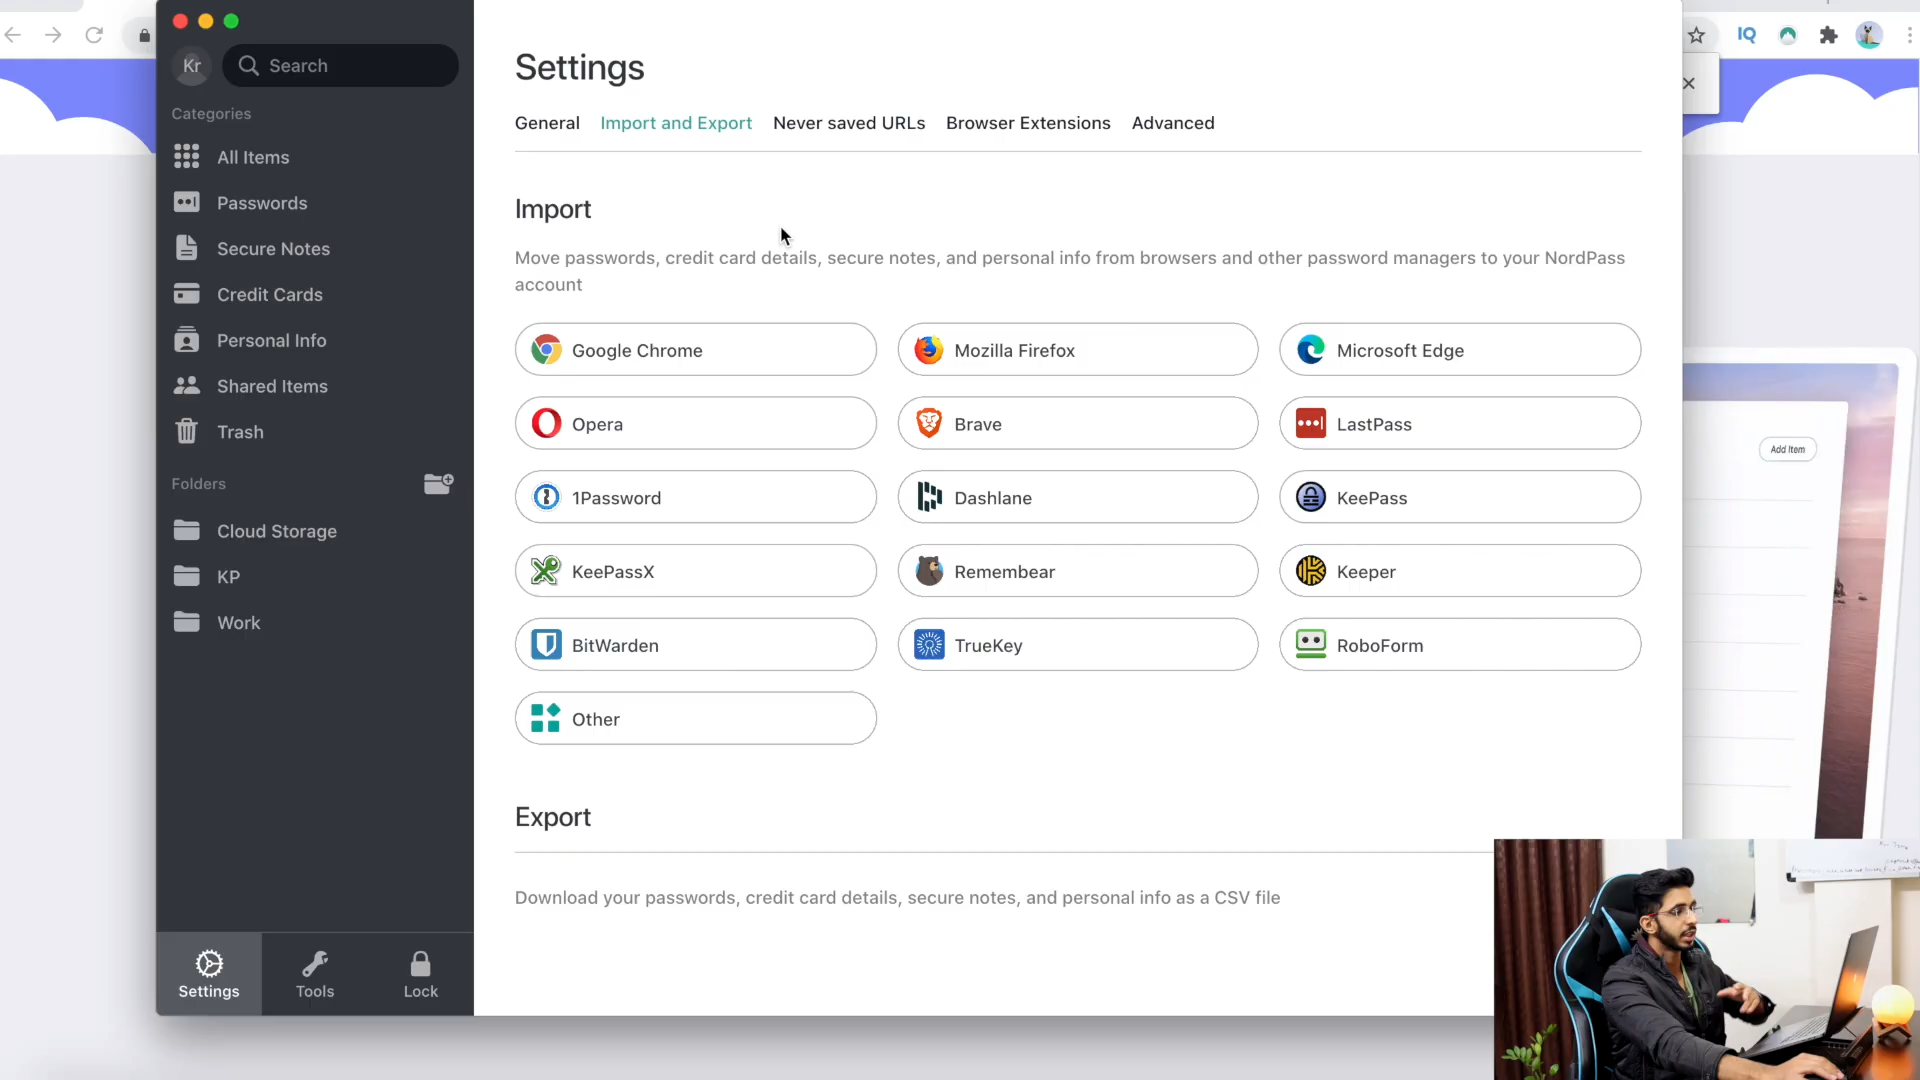 Kr
Search
Categories
All Items
Passwords
Secure Notes
Credit Cards
Personal Info
Shared Items
Trash
Folders
Cloud Storage
KP
Work
Settings
Tools
Lock
Settings
General
Import and Export
Never saved URLs
Browser Extensions
Advanced
Import
Move passwords, credit card details, secure notes, and personal info from browsers and other password managers to your NordPass
account
Google Chrome
Mozilla Firefox
Microsoft Edge
Opera
Brave
LastPass
1Password
Dashlane
KeePass
KeePassX
Remembear
Keeper
BitWarden
TrueKey
RoboForm
Other
Export
Download your passwords, credit card details, secure notes, and personal info as a CSV file
IQ
Add Item